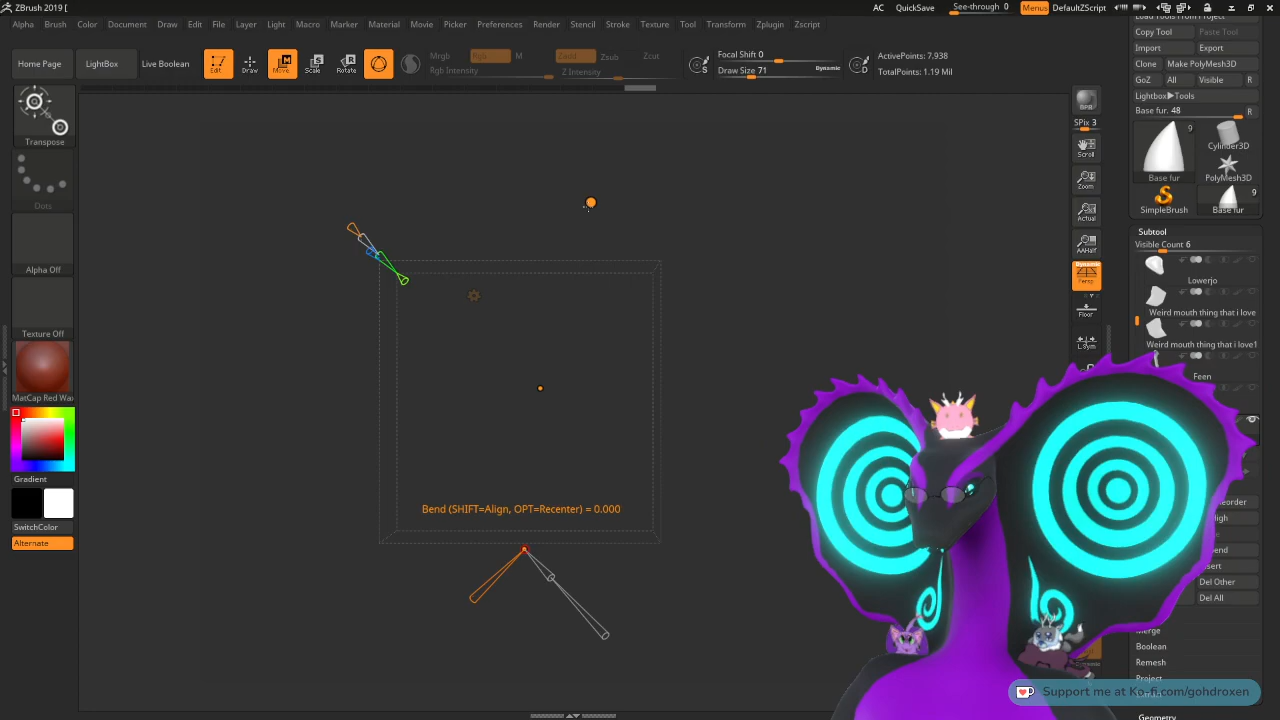 ZBrush 2019 [
AC QuickSave See-through 0 Menus DefaultZScript
Alpha Brush Color Document Draw Edit File Layer Light Macro Marker Material Movie Picker Preferences Render Stencil Stroke Texture Tool Transform Zplugin Zscript
Home Page LightBox Live Boolean Edit Draw Move Scale Rotate
Mrgb Rgb M
Rgb Intensity
Zadd Zsub Zcut
Z Intensity
Focal Shift 0
Draw Size 71 Dynamic
ActivePoints: 7,938
TotalPoints: 1.19 Mil
Transpose
Dots
Alpha Off
Texture Off
MatCap Red Wa
Gradient
SwitchColor
Alternate
Bend (SHIFT=Align, OPT=Recenter) = 0.000
BPR
SPix 3
Scroll
Zoom
Actual
AAHalf
Dynamic
Persp
Floor
L.Sym
Load Tools From Project
Copy Tool Paste Tool
Import Export
Clone Make PolyMesh3D
GoZ All Visible R
Lightbox▶Tools
Base fur. 48 R
9
Base fur
Cylinder3D
PolyMesh3D
SimpleBrush
9
Base fur
Subtool
Visible Count 6
Lowerjo
Weird mouth thing that i love
Weird mouth thing that i love1
Feen
Del Other
Del All
Merge
Boolean
Remesh
Project
Geometry
Support me at Ko-fi.com/gohdroxen